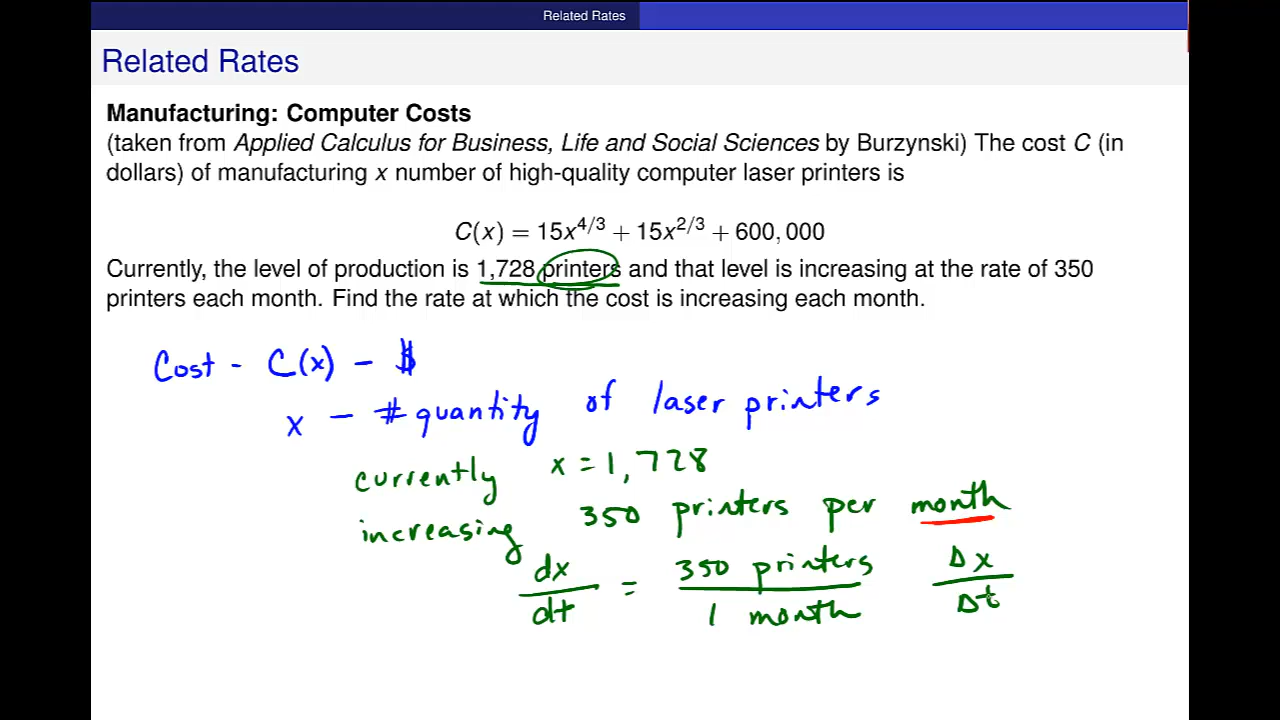 Related Rates
Related Rates
Manufacturing: Computer Costs
(taken from Applied Calculus for Business, Life and Social Sciences by Burzynski) The cost C (in
dollars) of manufacturing x number of high-quality computer laser printers is
C(x) = 15x^{4/3} + 15x^{2/3} + 600,000
Currently, the level of production is 1,728 printers and that level is increasing at the rate of 350
printers each month. Find the rate at which the cost is increasing each month.
Cost - C(x) - $
x - # quantity of laser printers
currently x = 1,728
increasing 350 printers per month
dx/dt = 350 printers/1 month Δx/Δt